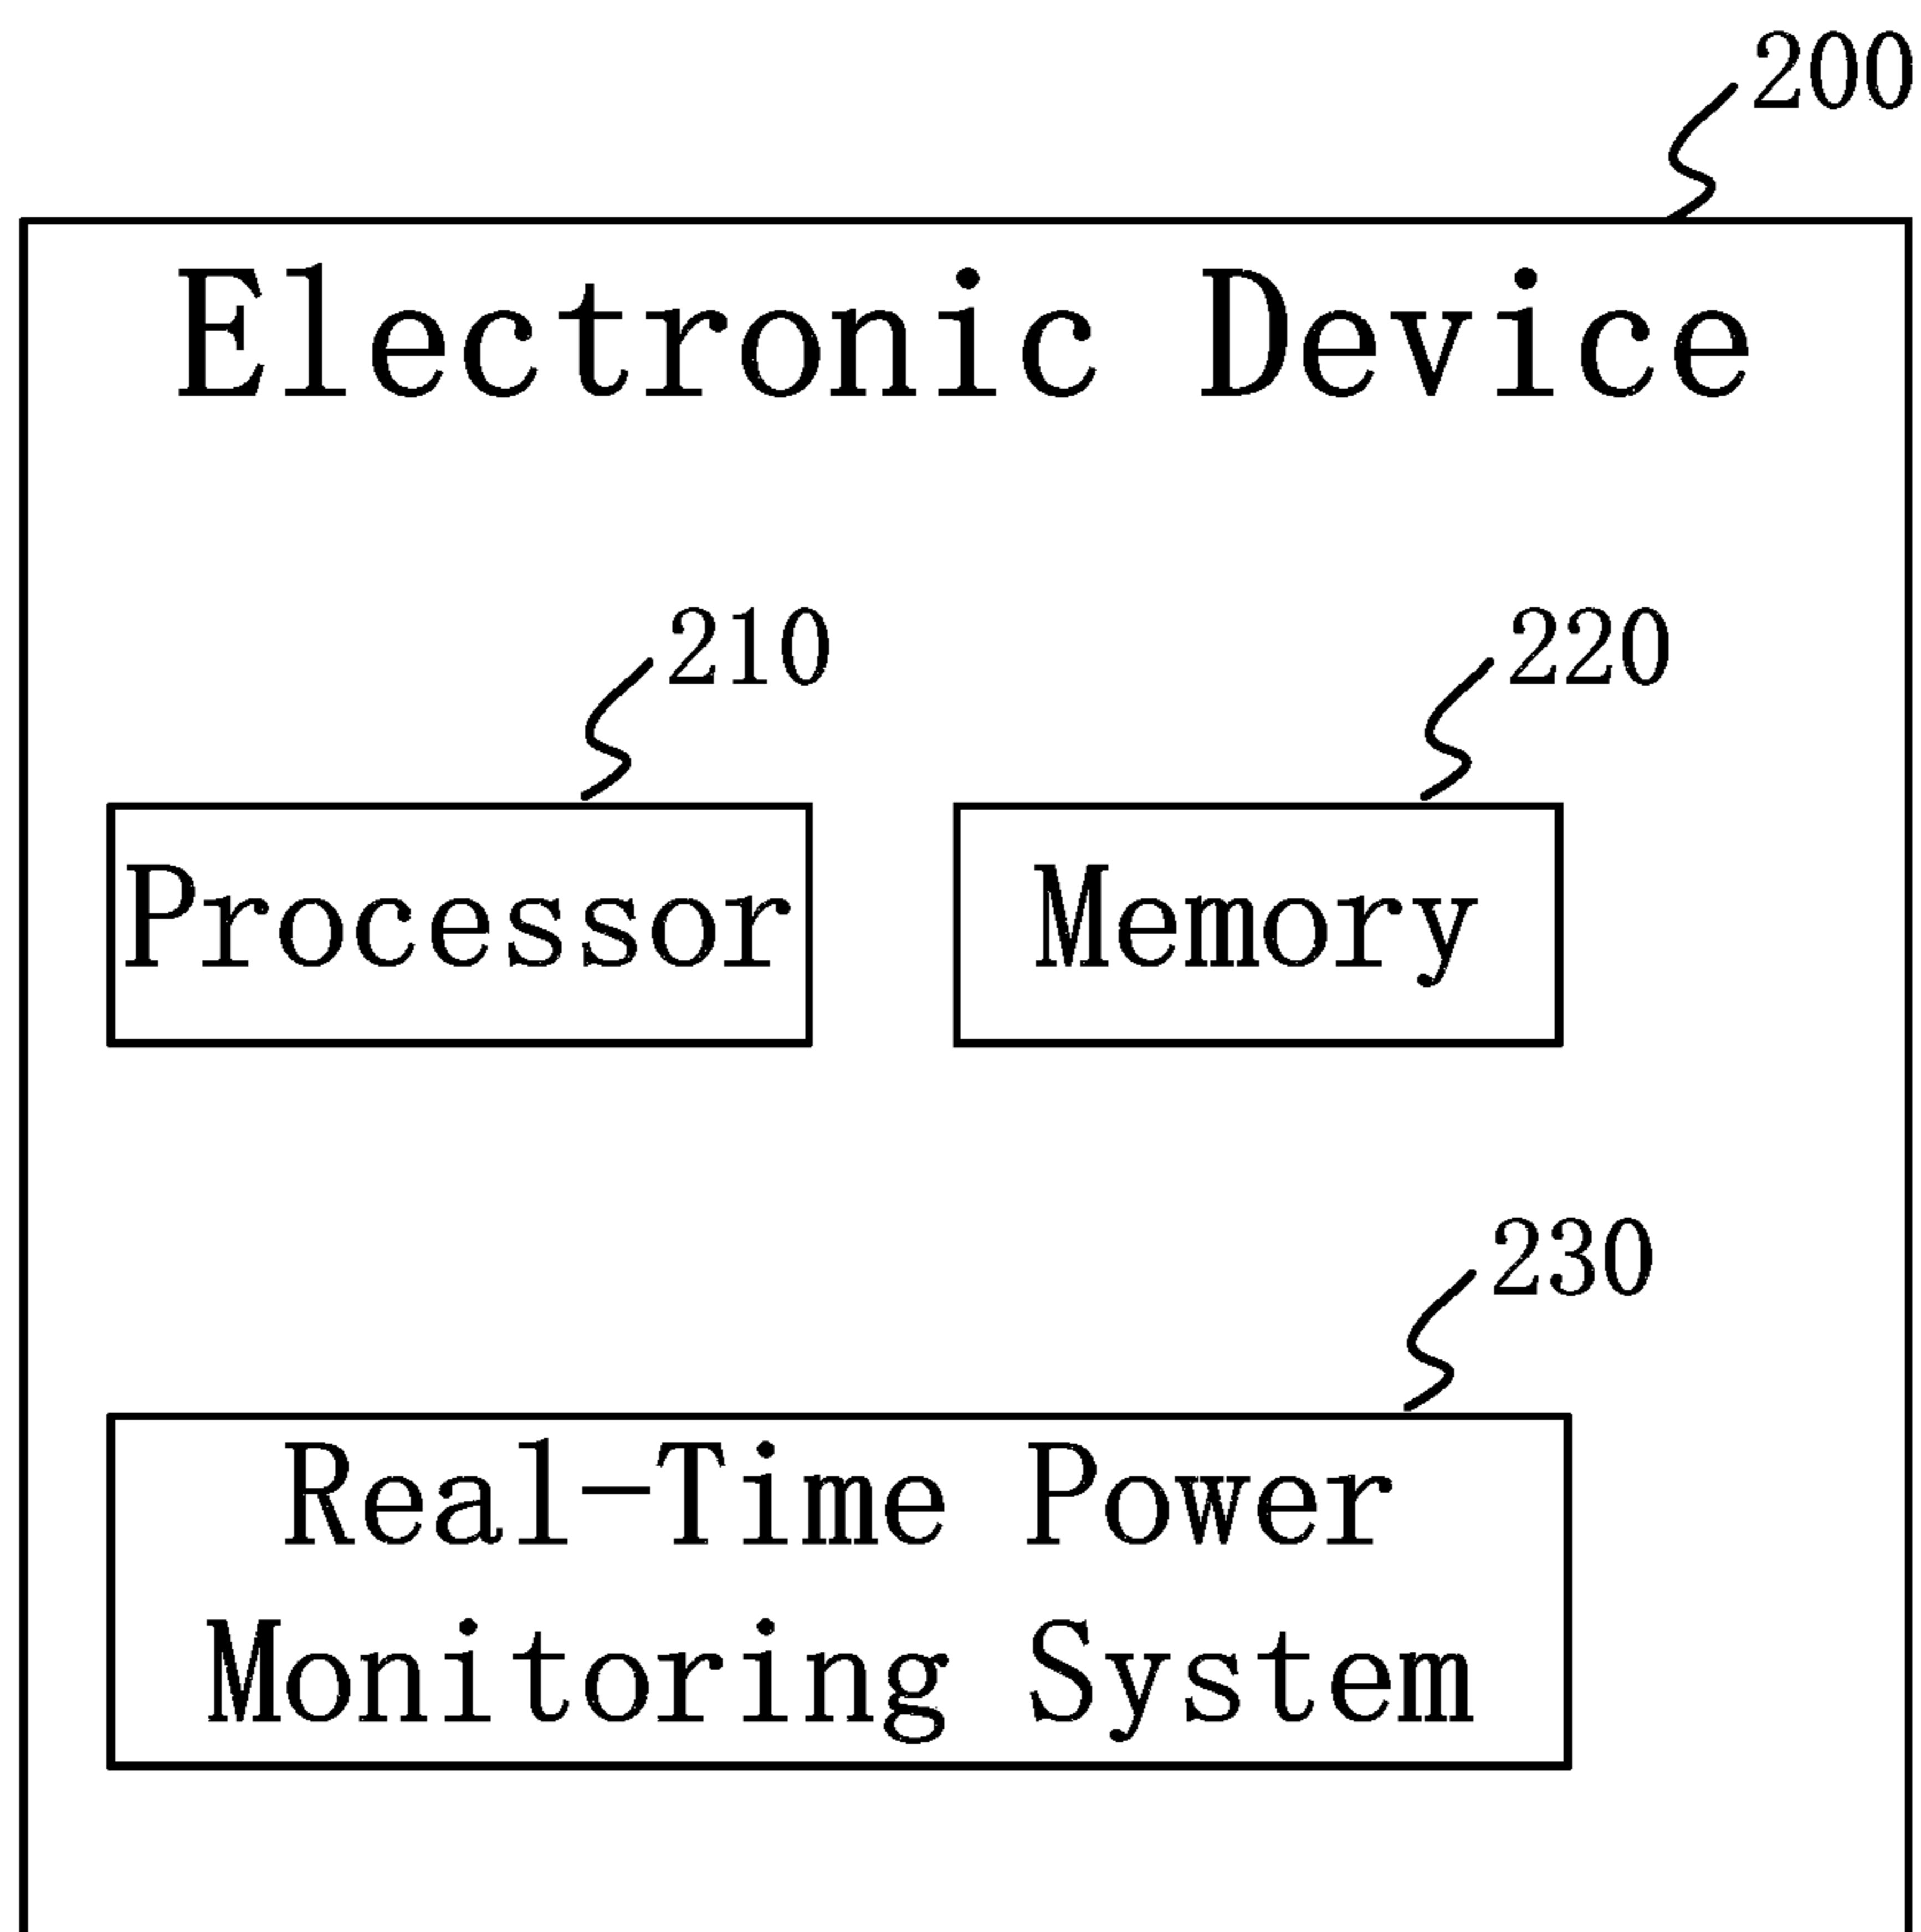 200
Electronic Device
210
220
Processor
Memory
230
Real-Time Power
Monitoring System